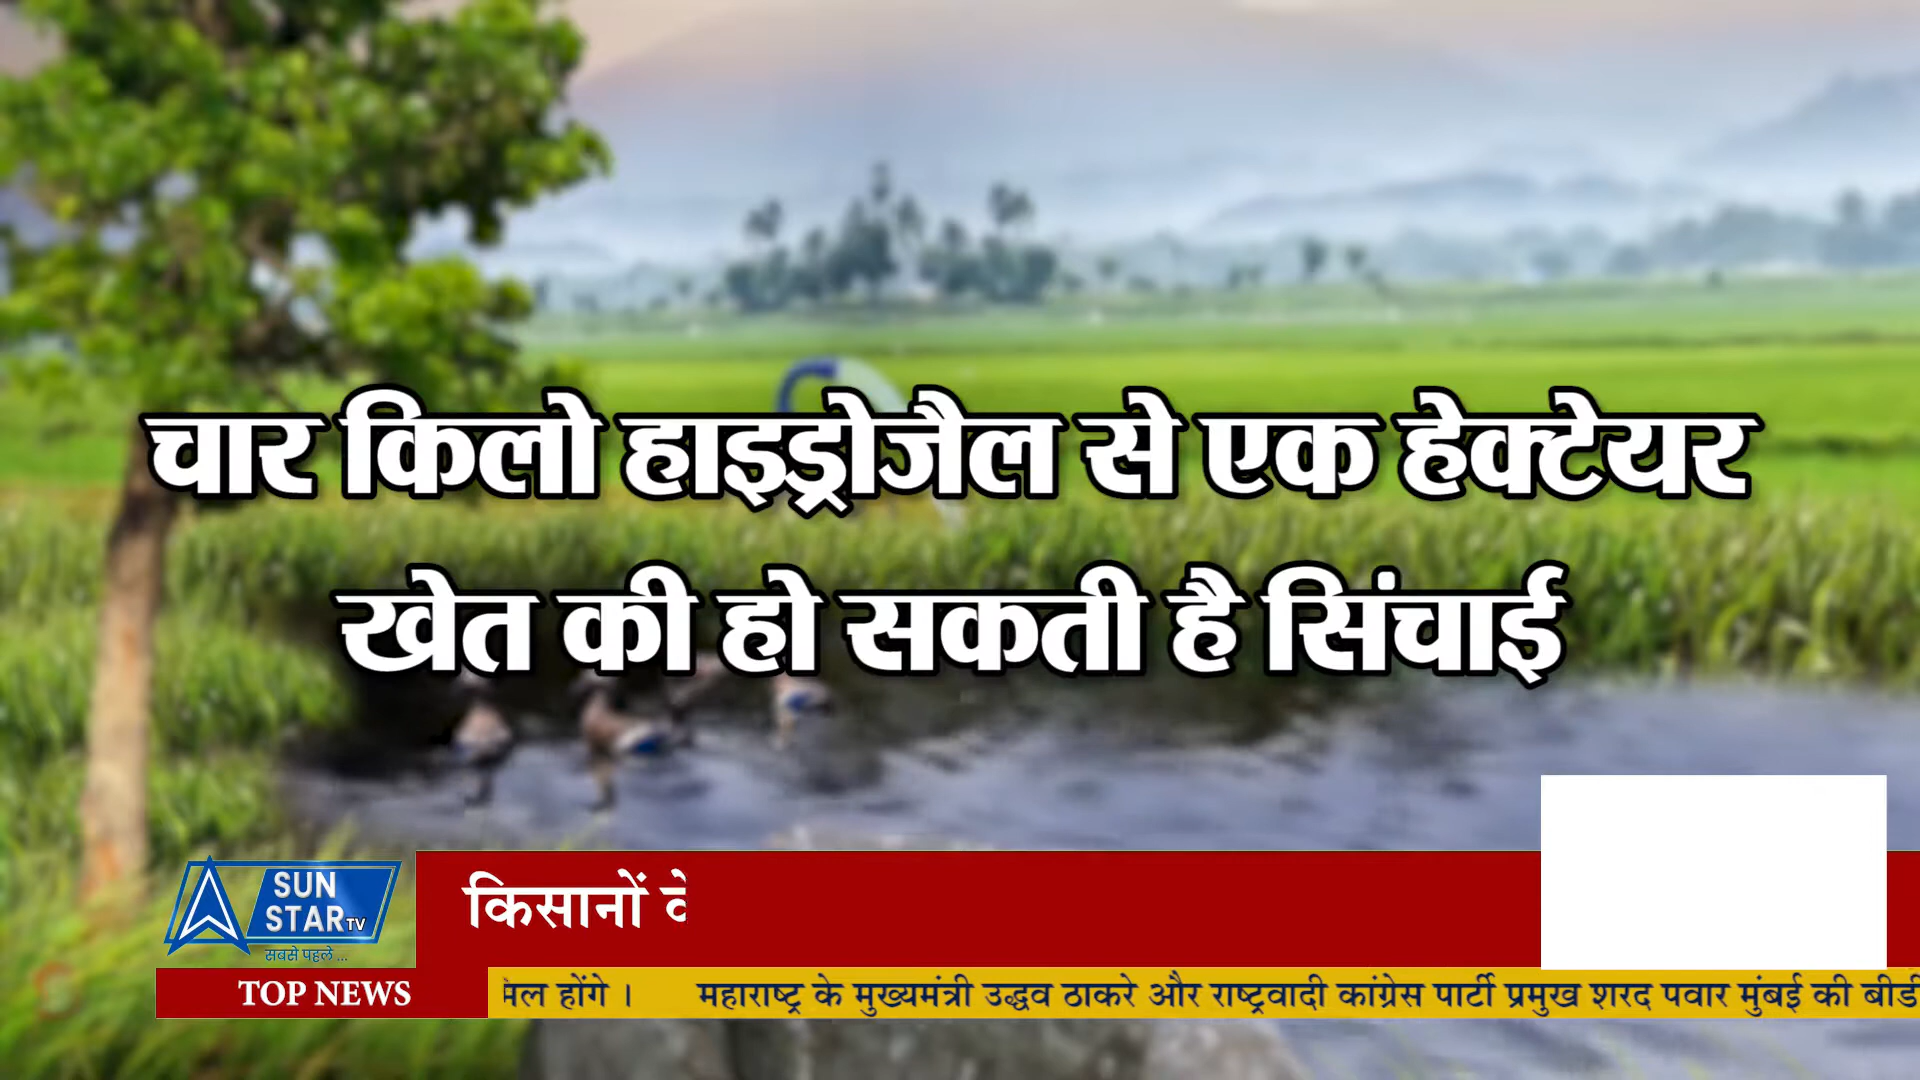 चार किलो हाइड्रोजैल से एक हेक्टेयर
खेत की हो सकती है सिंचाई
SUN
STAR TV
सबसे पहले...
किसानों
TOP NEWS
होंगे । महाराष्ट्र के मुख्यमंत्री उद्धव ठाकरे और राष्ट्रवादी कांग्रेस पार्टी प्रमुख शरद पवार मुंबई की